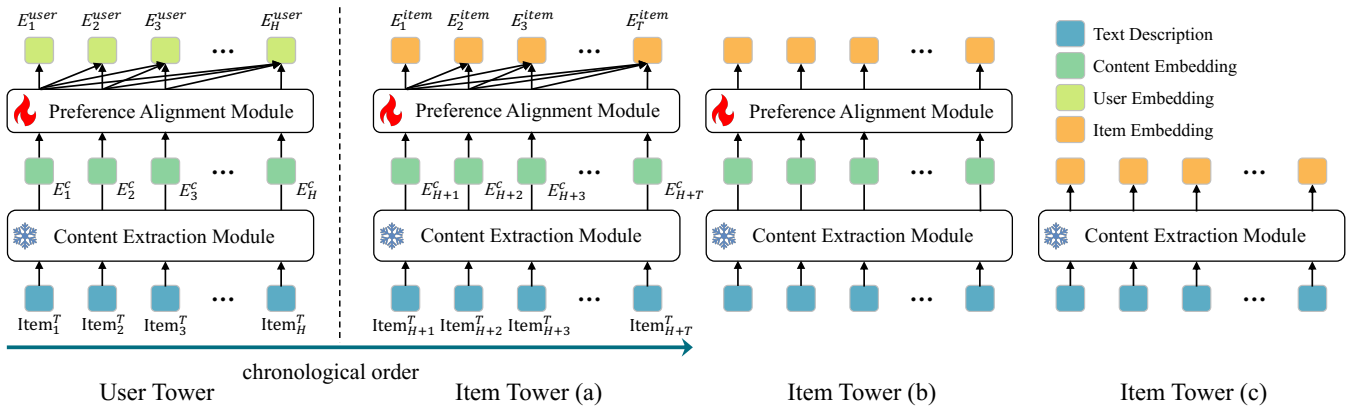 E_1^{user} E_2^{user} E_3^{user} ... E_H^{user} E_1^{item} E_2^{item} E_3^{item} ... E_T^{item} ...
Text Description
Content Embedding
User Embedding
Item Embedding
Preference Alignment Module Preference Alignment Module Preference Alignment Module
E_1^c E_2^c E_3^c ... E_H^c E_{H+1}^c E_{H+2}^c E_{H+3}^c ... E_{H+T}^c ... ...
Content Extraction Module Content Extraction Module Content Extraction Module Content Extraction Module
... ... ... ...
Item_1^T Item_2^T Item_3^T Item_H^T Item_{H+1}^T Item_{H+2}^T Item_{H+3}^T Item_{H+T}^T
chronological order
User Tower Item Tower (a) Item Tower (b) Item Tower (c)